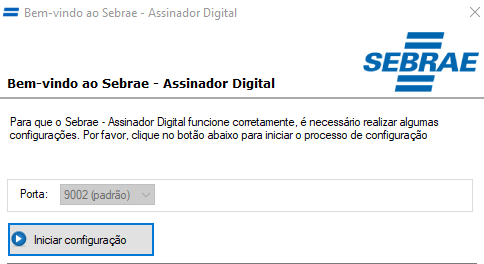 Bem-vindo ao Sebrae - Assinador Digital
SEBRAE
Bem-vindo ao Sebrae - Assinador Digital
Para que o Sebrae - Assinador Digital funcione corretamente, é necessário realizar algumas
configurações. Por favor, clique no botão abaixo para iniciar o processo de configuração
Porta: 9002 (padrão)
Iniciar configuração